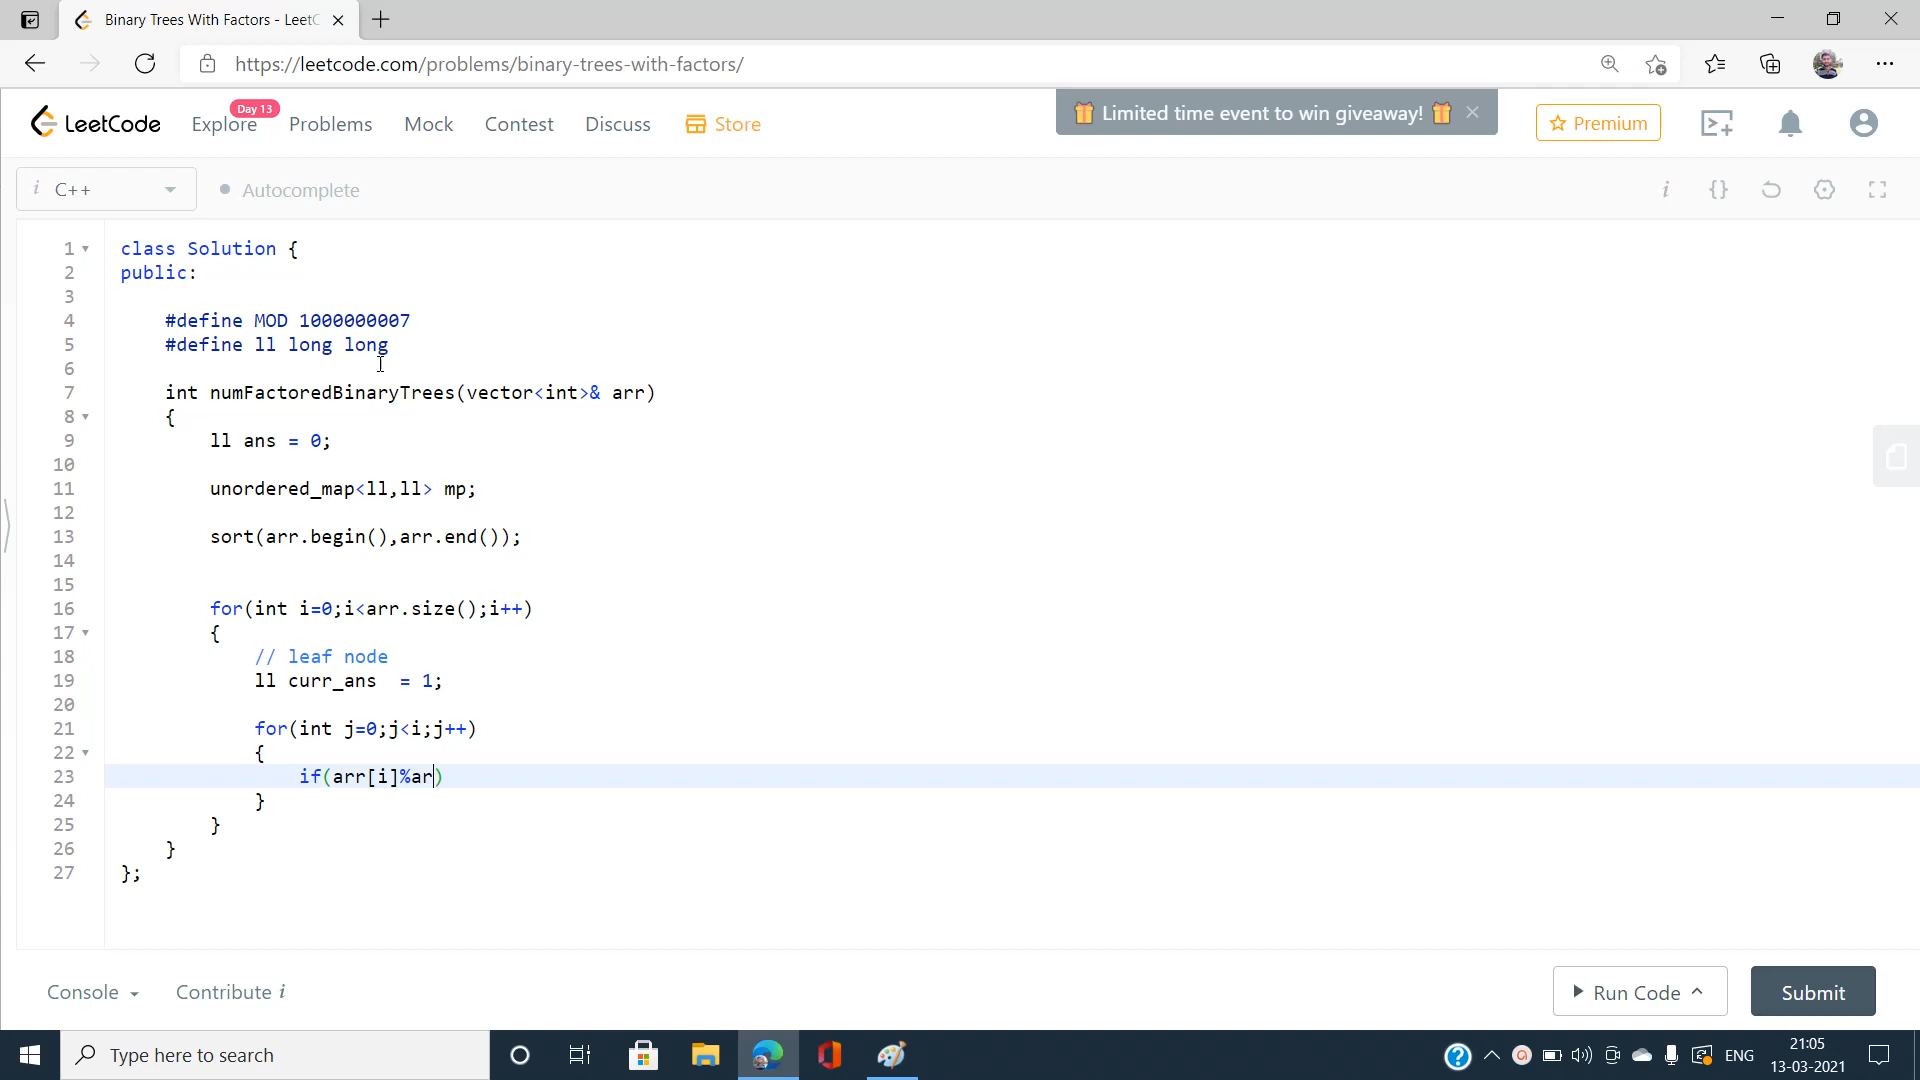 Binary Trees With Factors - LeetC
https://leetcode.com/problems/binary-trees-with-factors/
LeetCode
Explore
Day 13
Problems
Mock
Contest
Discuss
Store
Limited time event to win giveaway!
Premium
i C++
Autocomplete
i {}
1 class Solution {
2 public:
3
4 #define MOD 1000000007
5 #define ll long long
6
7 int numFactoredBinaryTrees(vector<int>& arr)
8 {
9 ll ans = 0;
10
11 unordered_map<ll,ll> mp;
12
13 sort(arr.begin(),arr.end());
14
15
16 for(int i=0;i<arr.size();i++)
17 {
18 // leaf node
19 ll curr_ans  = 1;
20
21 for(int j=0;j<i;j++)
22 {
23 if(arr[i]%ar)
24 }
25 }
26 }
27 };
Console
Contribute i
Run Code
Submit
Type here to search
ENG
21:05
13-03-2021